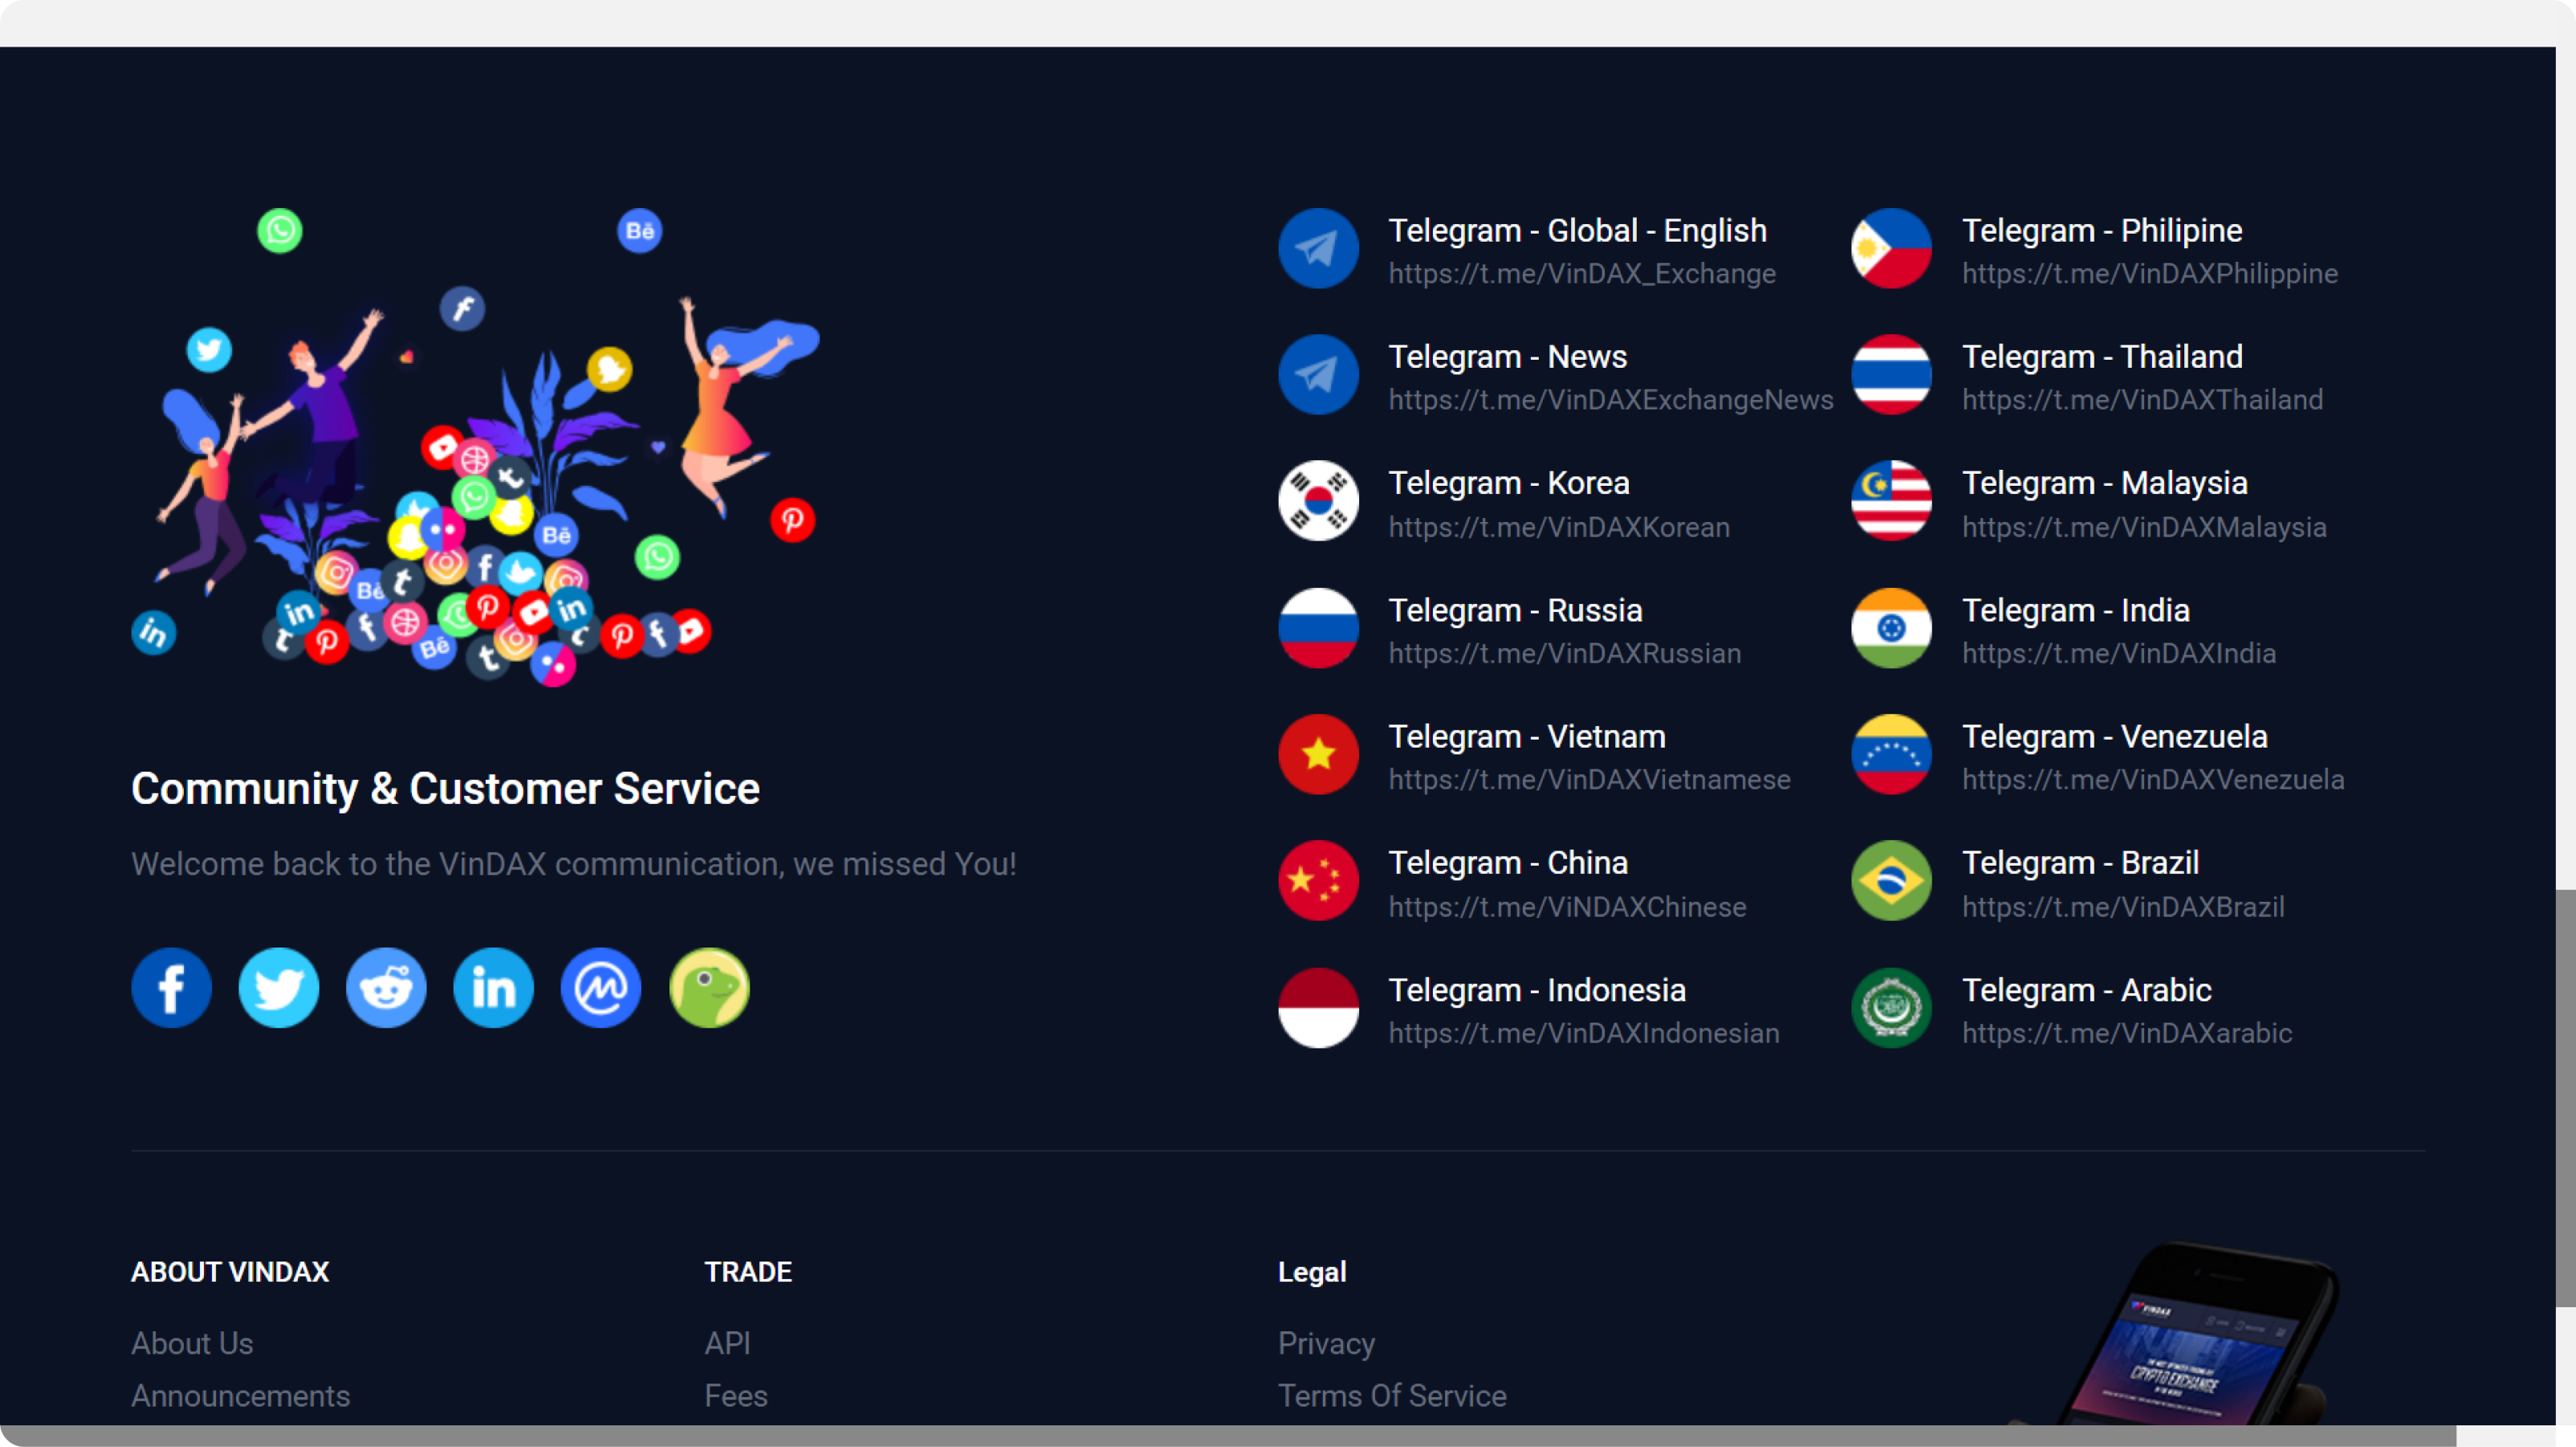 Telegram - Global - English
https://t.me/VinDAX_Exchange
Telegram - News
https://t.me/VinDAXExchangeNews
Telegram - Korea
https://t.me/VinDAXKorean
Telegram - Russia
https://t.me/VinDAXRussian
Telegram - Vietnam
https://t.me/VinDAXVietnamese
Telegram - China
https://t.me/ViNDAXChinese
Telegram - Indonesia
https://t.me/VinDAXIndonesian
Telegram - Philipine
https://t.me/VinDAXPhilippine
Telegram - Thailand
https://t.me/VinDAXThailand
Telegram - Malaysia
https://t.me/VinDAXMalaysia
Telegram - India
https://t.me/VinDAXIndia
Telegram - Venezuela
https://t.me/VinDAXVenezuela
Telegram - Brazil
https://t.me/VinDAXBrazil
Telegram - Arabic
https://t.me/VinDAXarabic
Community & Customer Service
Welcome back to the VinDAX communication, we missed You!
ABOUT VINDAX
About Us
Announcements
TRADE
API
Fees
Legal
Privacy
Terms Of Service
VINDAX
CRYPTO EXCHANGE